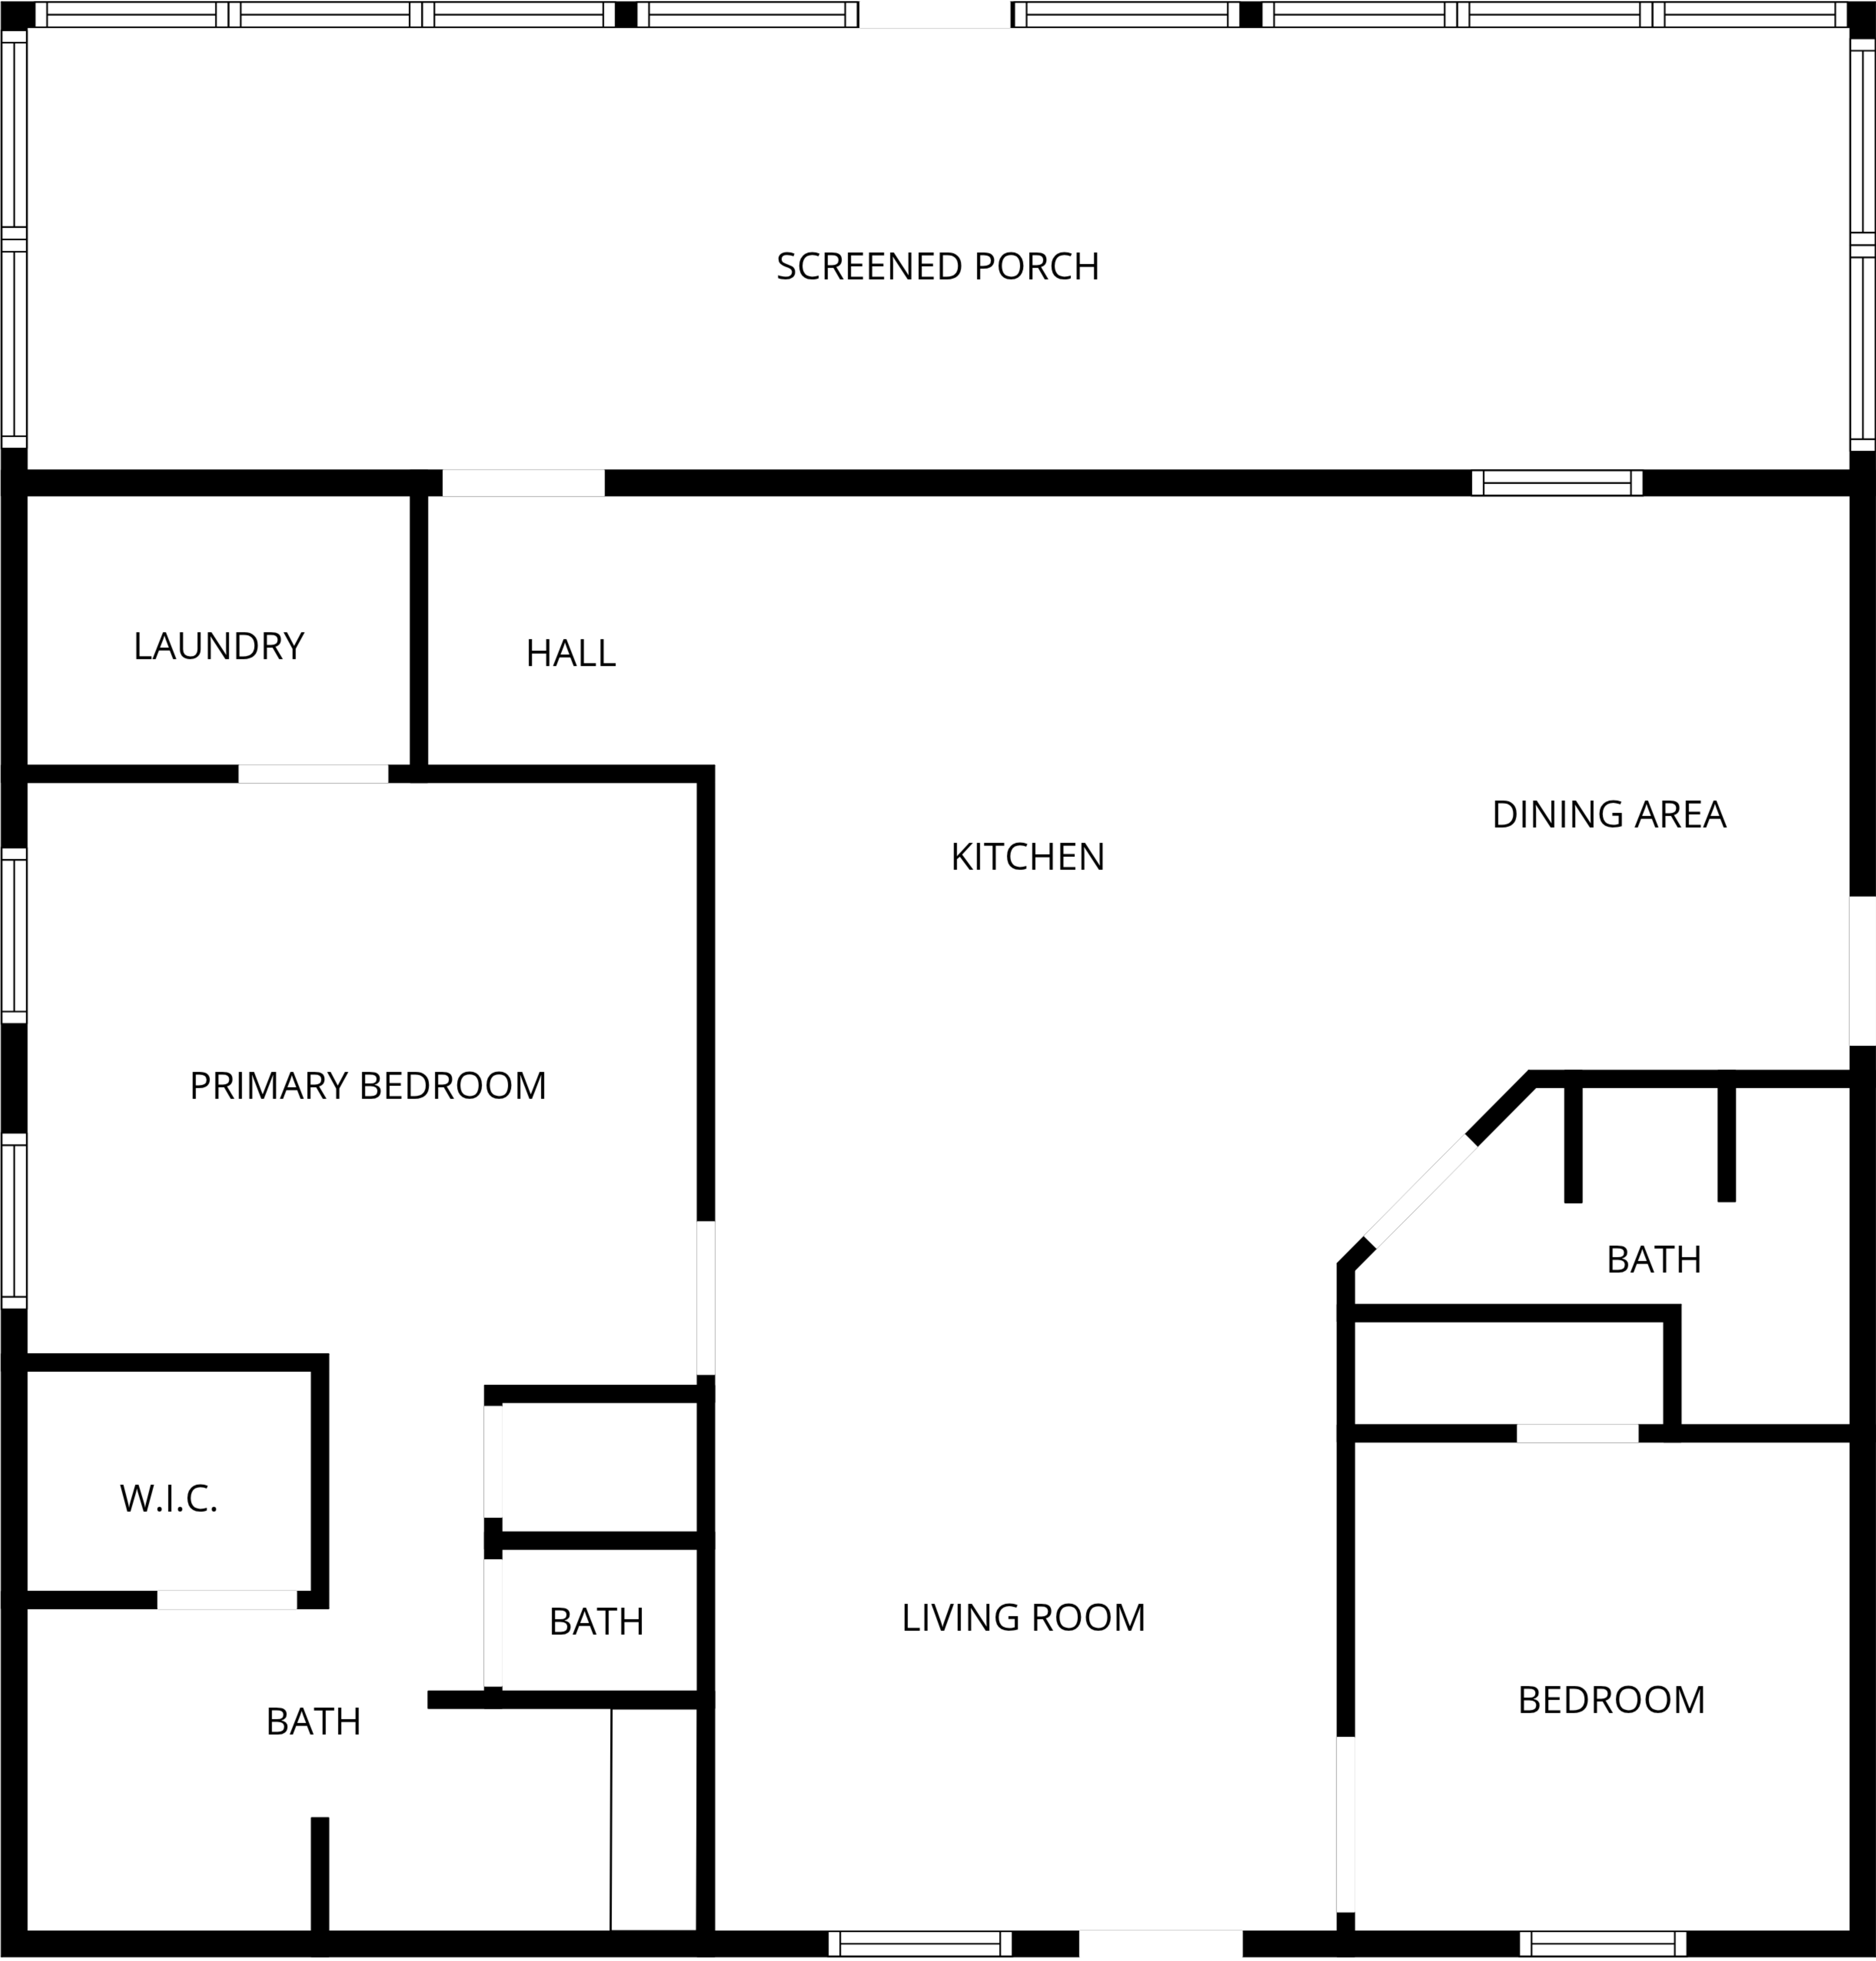 SCREENED PORCH
LAUNDRY
HALL
DINING AREA
KITCHEN
PRIMARY BEDROOM
BATH
W.I.C.
BATH
LIVING ROOM
BEDROOM
BATH